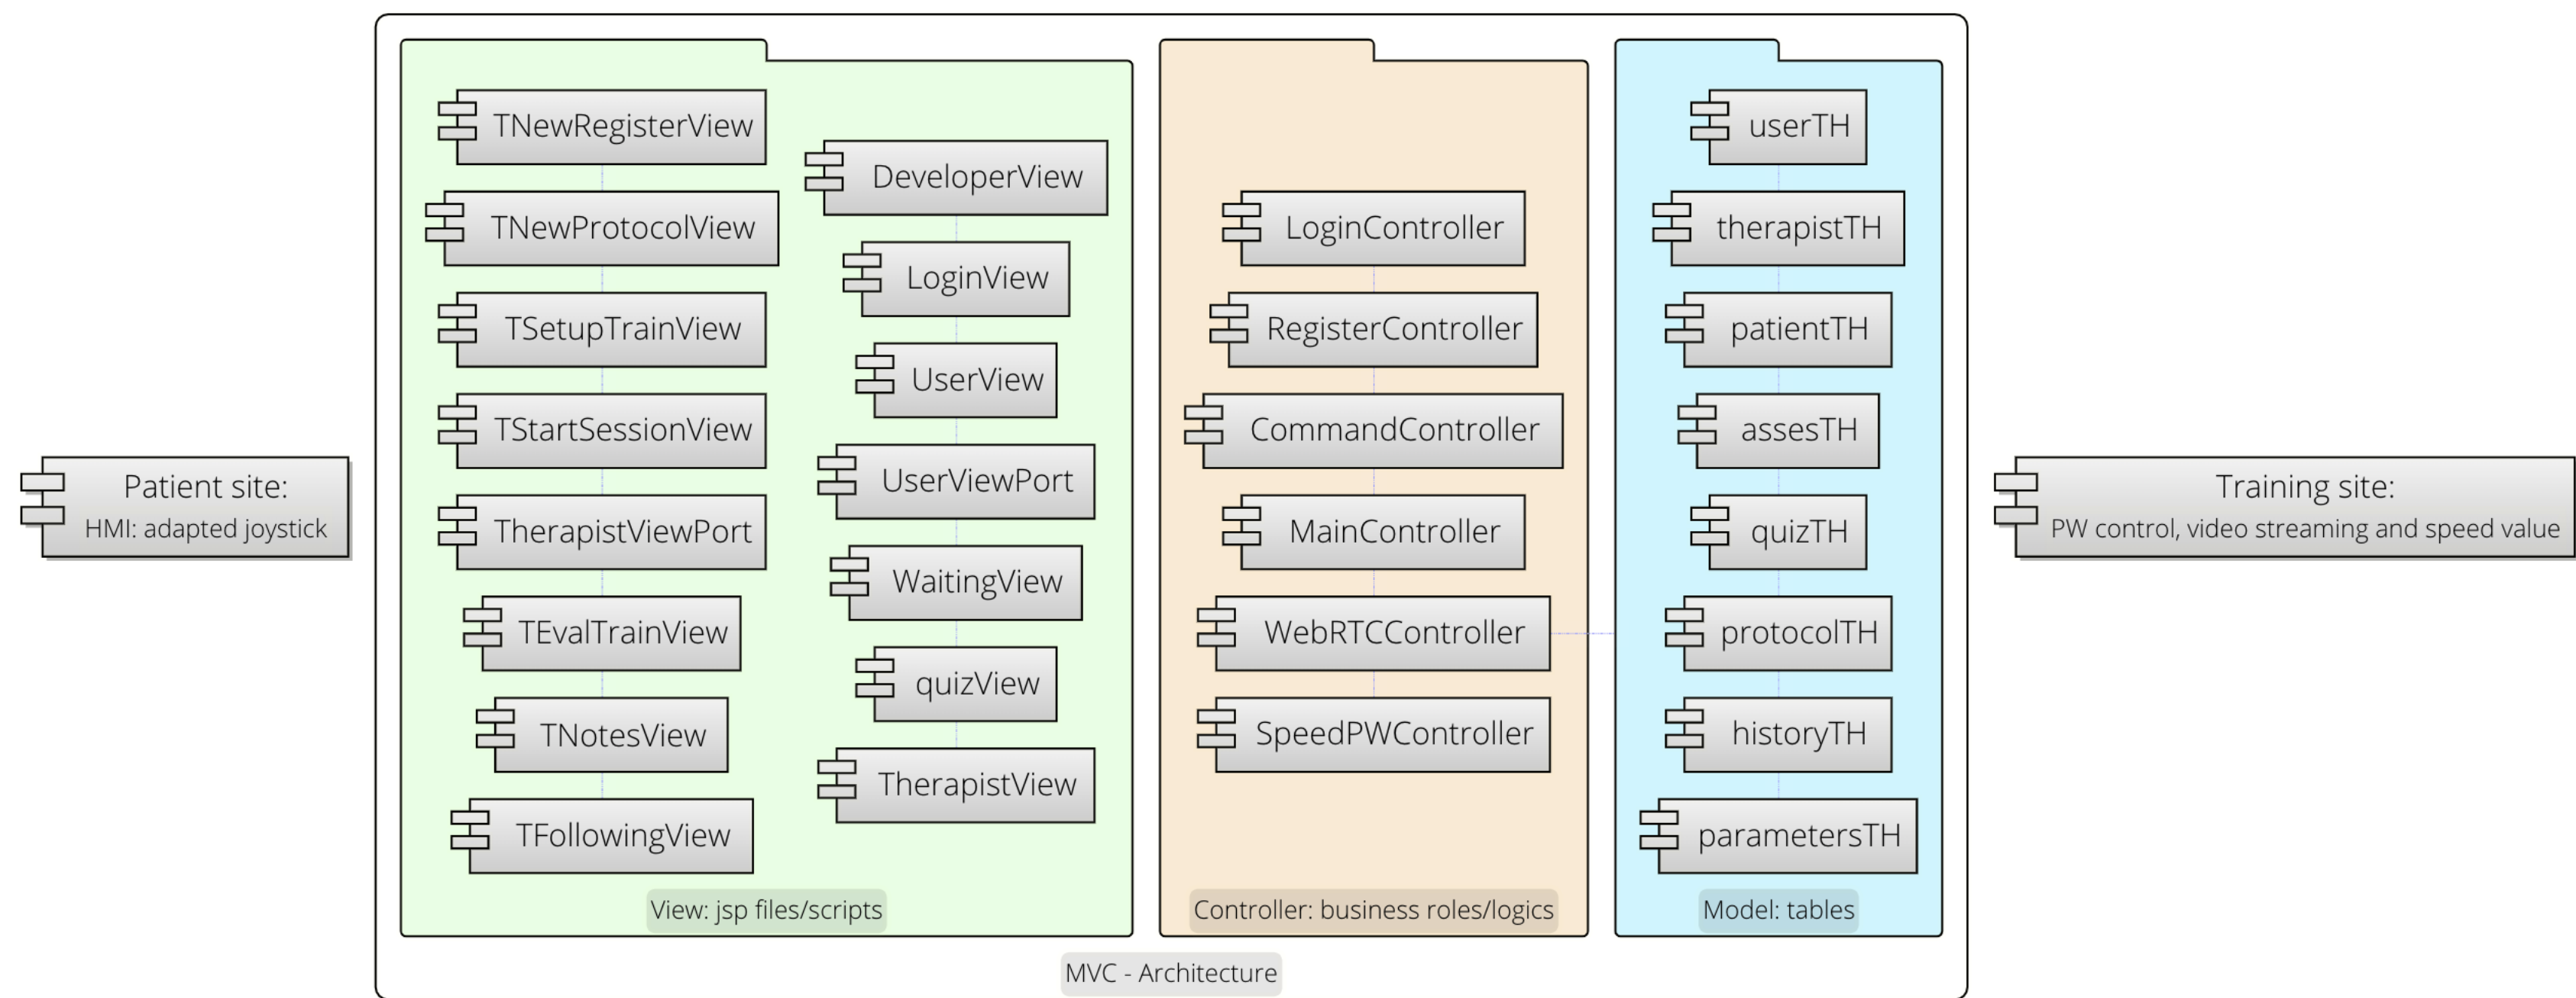 Patient site:
HMI: adapted joystick
TNewRegisterView
TNewProtocolView
TSetupTrainView
TStartSessionView
TherapistViewPort
TEvalTrainView
TNotesView
TFollowingView
DeveloperView
LoginView
UserView
UserViewPort
WaitingView
quizView
TherapistView
View: jsp files/scripts
LoginController
RegisterController
CommandController
MainController
WebRTCController
SpeedPWController
Controller: business roles/logics
userTH
therapistTH
patientTH
assesTH
quizTH
protocolTH
historyTH
parametersTH
Model: tables
MVC - Architecture
Training site:
PW control, video streaming and speed value